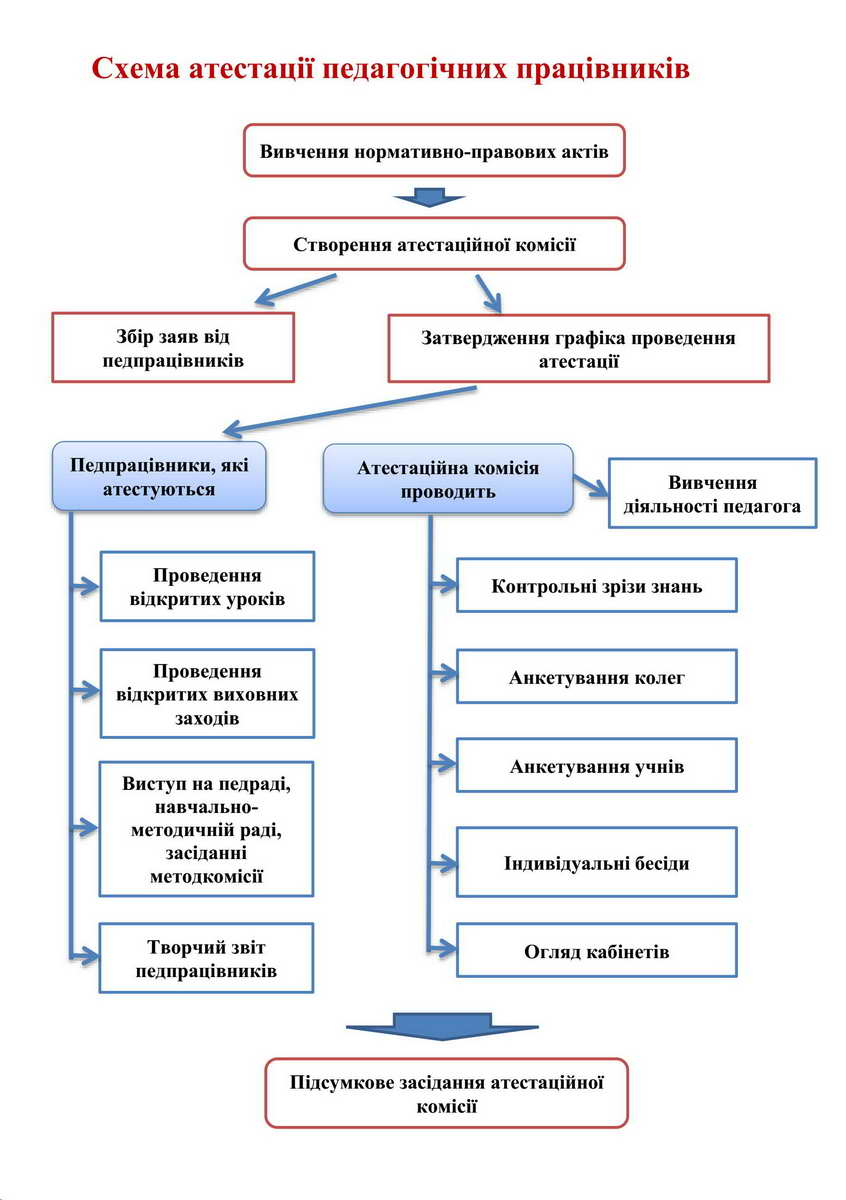 Схема атестації педагогічних працівників
Вивчення нормативно-правових актів
Створення атестаційної комісії
Збір заяв від
педпрацівників
Затвердження графіка проведення
атестації
Педпрацівники, які
атестуються
Атестаційна комісія
проводить
Вивчення
діяльності педагога
Проведення
відкритих уроків
Проведення
відкритих виховних
заходів
Виступ на педраді,
навчально-
методичній раді,
засіданні
методкомісії
Творчий звіт
педпрацівників
Контрольні зрізи знань
Анкетування колег
Анкетування учнів
Індивідуальні бесіди
Огляд кабінетів
Підсумкове засідання атестаційної
комісії